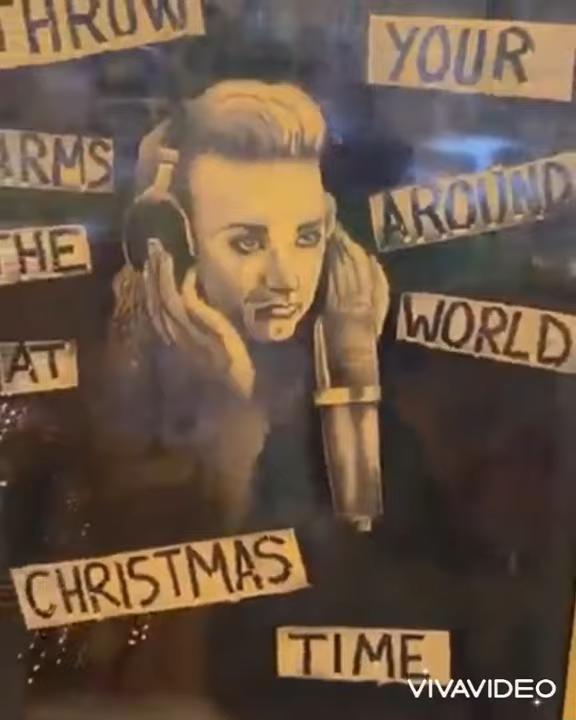 THROW YOUR
ARMS AROUND
THE WORLD
AT
CHRISTMAS
TIME
VIVAVIDEO